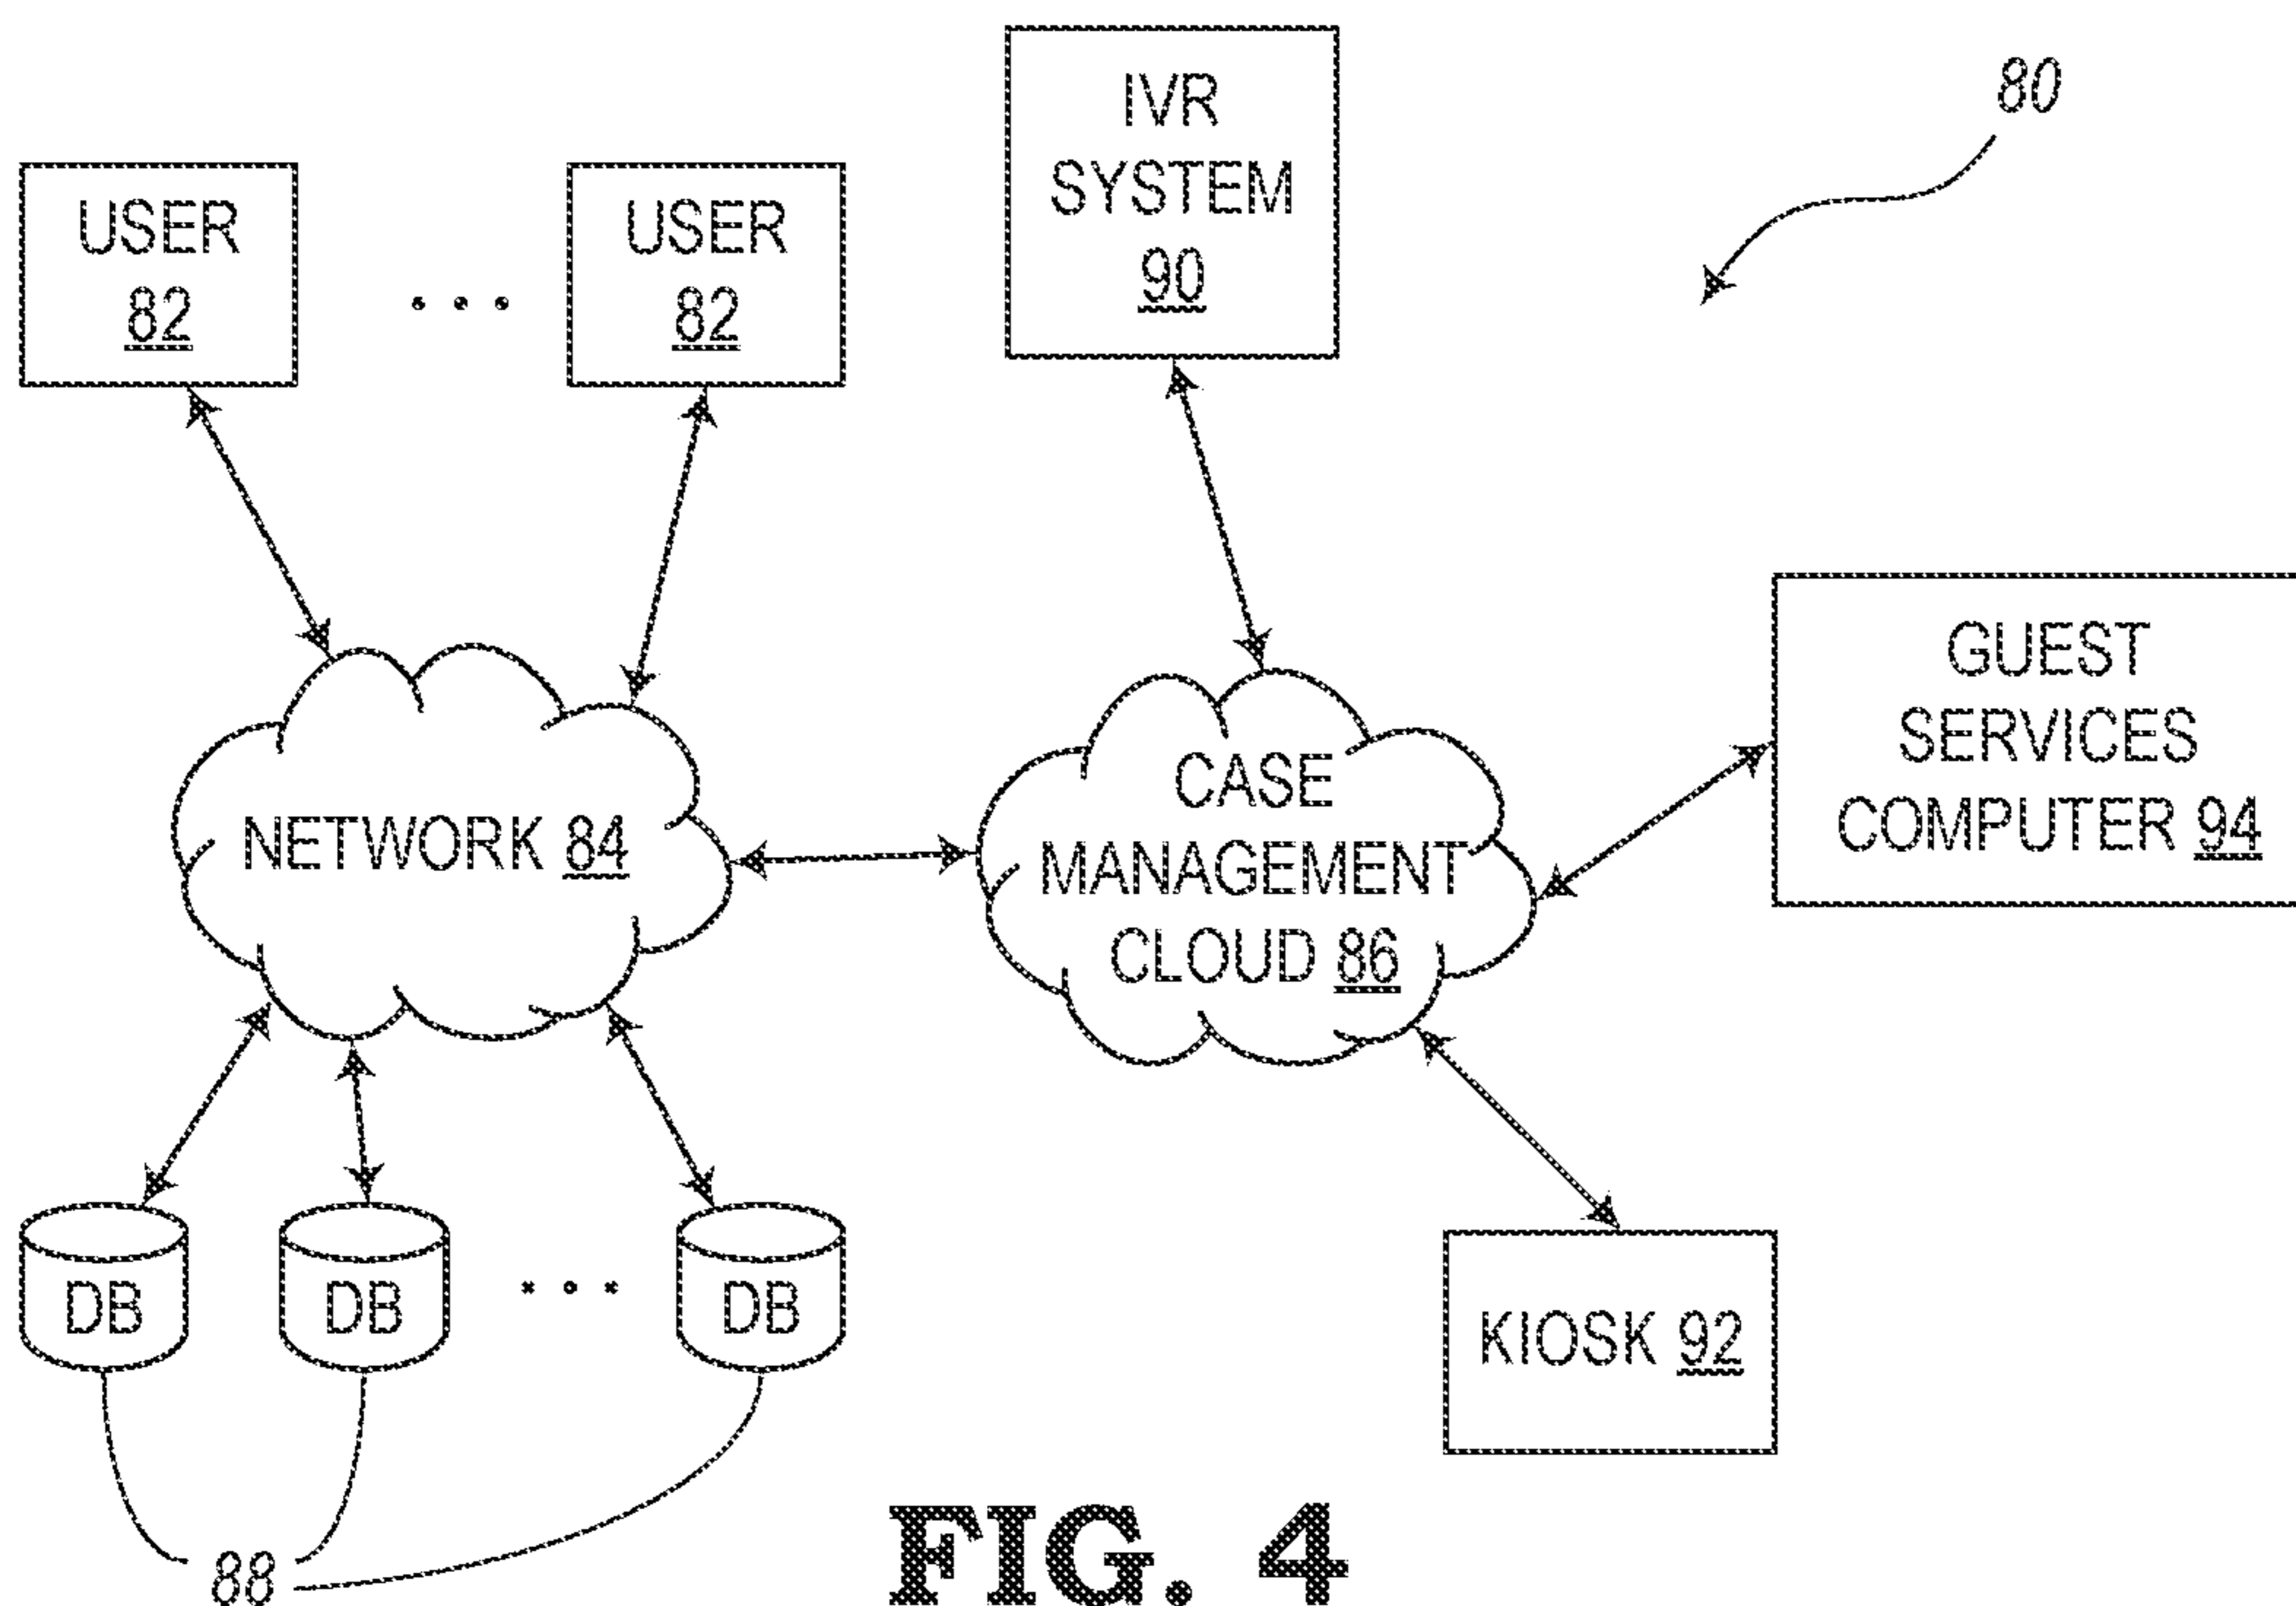 IVR
SYSTEM
90
80
USER
82
USER
82
GUEST
SERVICES
COMPUTER 94
NETWORK 84
CASE
MANAGEMENT
CLOUD 86
DB
DB
DB
KIOSK 92
88
FIG. 4